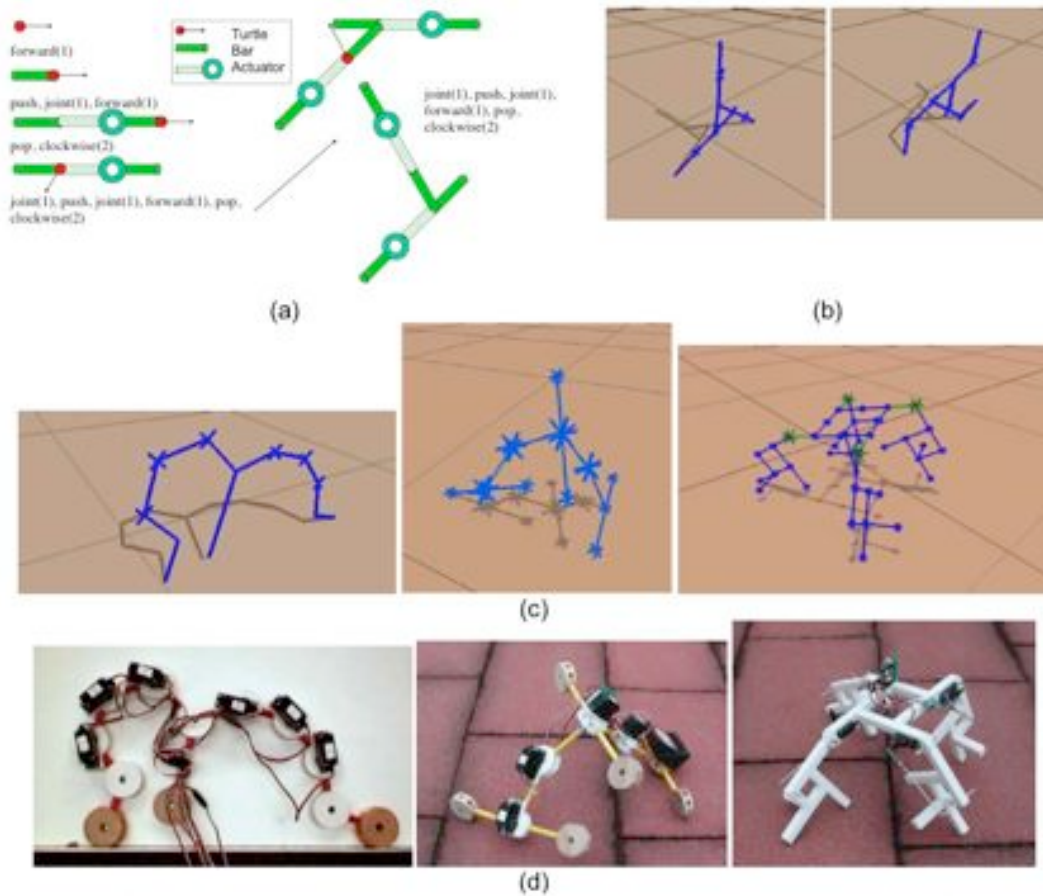 forward(1)
push, joint(1), forward(1)
pop, clockwise(2)
joint(1), push, joint(1), forward(1), pop,
clockwise(2)
Turtle
Bar
Actuator
joint(1), push, joint(1),
forward(1), pop,
clockwise(2)
(a)
(b)
(c)
(d)